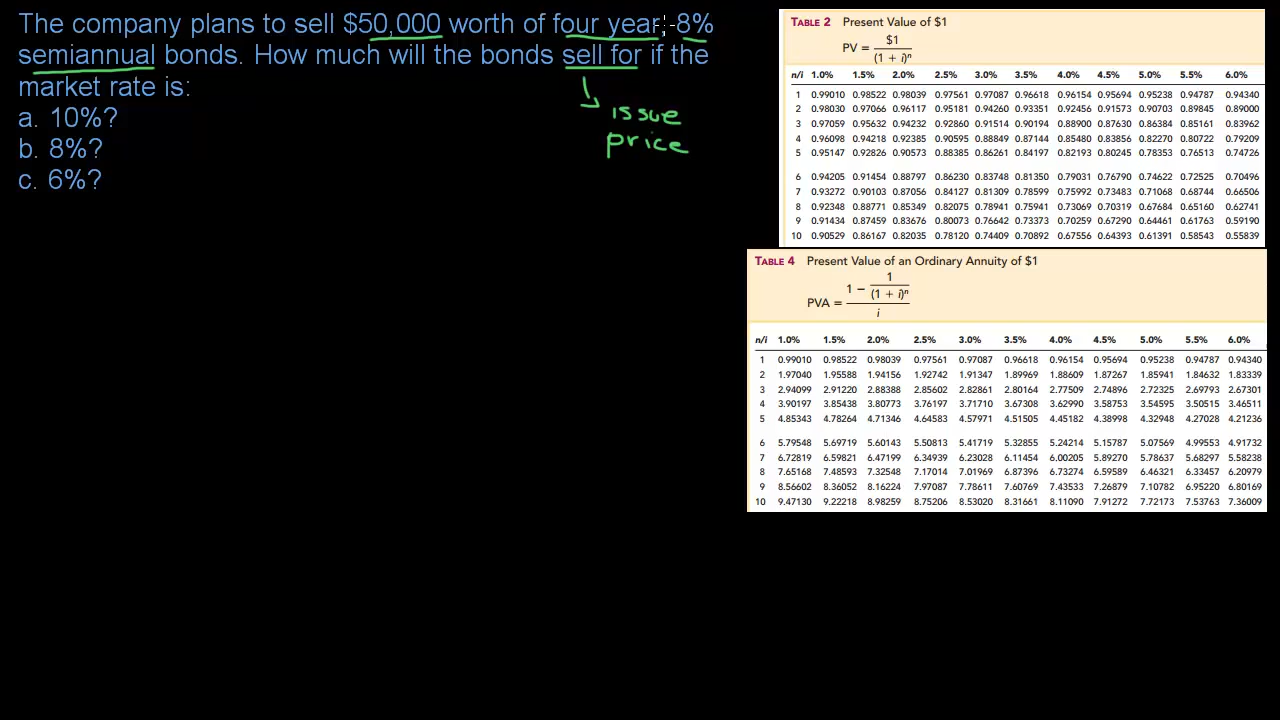 The company plans to sell $50,000 worth of four year, 8%
semiannual bonds. How much will the bonds sell for if the
market rate is:
a. 10%?
b. 8%?
c. 6%?
issue
price
TABLE 2 Present Value of $1
PV = $1 / (1 + i)ⁿ
n/i 1.0% 1.5% 2.0% 2.5% 3.0% 3.5% 4.0% 4.5% 5.0% 5.5% 6.0%
1 0.99010 0.98522 0.98039 0.97561 0.97087 0.96618 0.96154 0.95694 0.95238 0.94787 0.94340
2 0.98030 0.97066 0.96117 0.95181 0.94260 0.93351 0.92456 0.91573 0.90703 0.89845 0.89000
3 0.97059 0.95632 0.94232 0.92860 0.91514 0.90194 0.88900 0.87630 0.86384 0.85161 0.83962
4 0.96098 0.94218 0.92385 0.90595 0.88849 0.87144 0.85480 0.83856 0.82270 0.80722 0.79209
5 0.95147 0.92826 0.90573 0.88385 0.86261 0.84197 0.82193 0.80245 0.78353 0.76513 0.74726
6 0.94205 0.91454 0.88797 0.86230 0.83748 0.81350 0.79031 0.76790 0.74622 0.72525 0.70496
7 0.93272 0.90103 0.87056 0.84127 0.81309 0.78599 0.75992 0.73483 0.71068 0.68744 0.66506
8 0.92348 0.88771 0.85349 0.82075 0.78941 0.75941 0.73069 0.70319 0.67684 0.65160 0.62741
9 0.91434 0.87459 0.83676 0.80073 0.76642 0.73373 0.70259 0.67290 0.64461 0.61763 0.59190
10 0.90529 0.86167 0.82035 0.78120 0.74409 0.70892 0.67556 0.64393 0.61391 0.58543 0.55839
TABLE 4 Present Value of an Ordinary Annuity of $1
PVA = 1 − 1 / (1 + i)ⁿ / i
n/i 1.0% 1.5% 2.0% 2.5% 3.0% 3.5% 4.0% 4.5% 5.0% 5.5% 6.0%
1 0.99010 0.98522 0.98039 0.97561 0.97087 0.96618 0.96154 0.95694 0.95238 0.94787 0.94340
2 1.97040 1.95588 1.94156 1.92742 1.91347 1.89969 1.88609 1.87267 1.85941 1.84632 1.83339
3 2.94099 2.91220 2.88388 2.85602 2.82861 2.80164 2.77509 2.74896 2.72325 2.69793 2.67301
4 3.90197 3.85438 3.80773 3.76197 3.71710 3.67308 3.62990 3.58753 3.54595 3.50515 3.46511
5 4.85343 4.78264 4.71346 4.64583 4.57971 4.51505 4.45182 4.38998 4.32948 4.27028 4.21236
6 5.79548 5.69719 5.60143 5.50813 5.41719 5.32855 5.24214 5.15787 5.07569 4.99553 4.91732
7 6.72819 6.59821 6.47199 6.34939 6.23028 6.11454 6.00205 5.89270 5.78637 5.68297 5.58238
8 7.65168 7.48593 7.32548 7.17014 7.01969 6.87396 6.73274 6.59589 6.46321 6.33457 6.20979
9 8.56602 8.36052 8.16224 7.97087 7.78611 7.60769 7.43533 7.26879 7.10782 6.95220 6.80169
10 9.47130 9.22218 8.98259 8.75206 8.53020 8.31661 8.11090 7.91272 7.72173 7.53763 7.36009